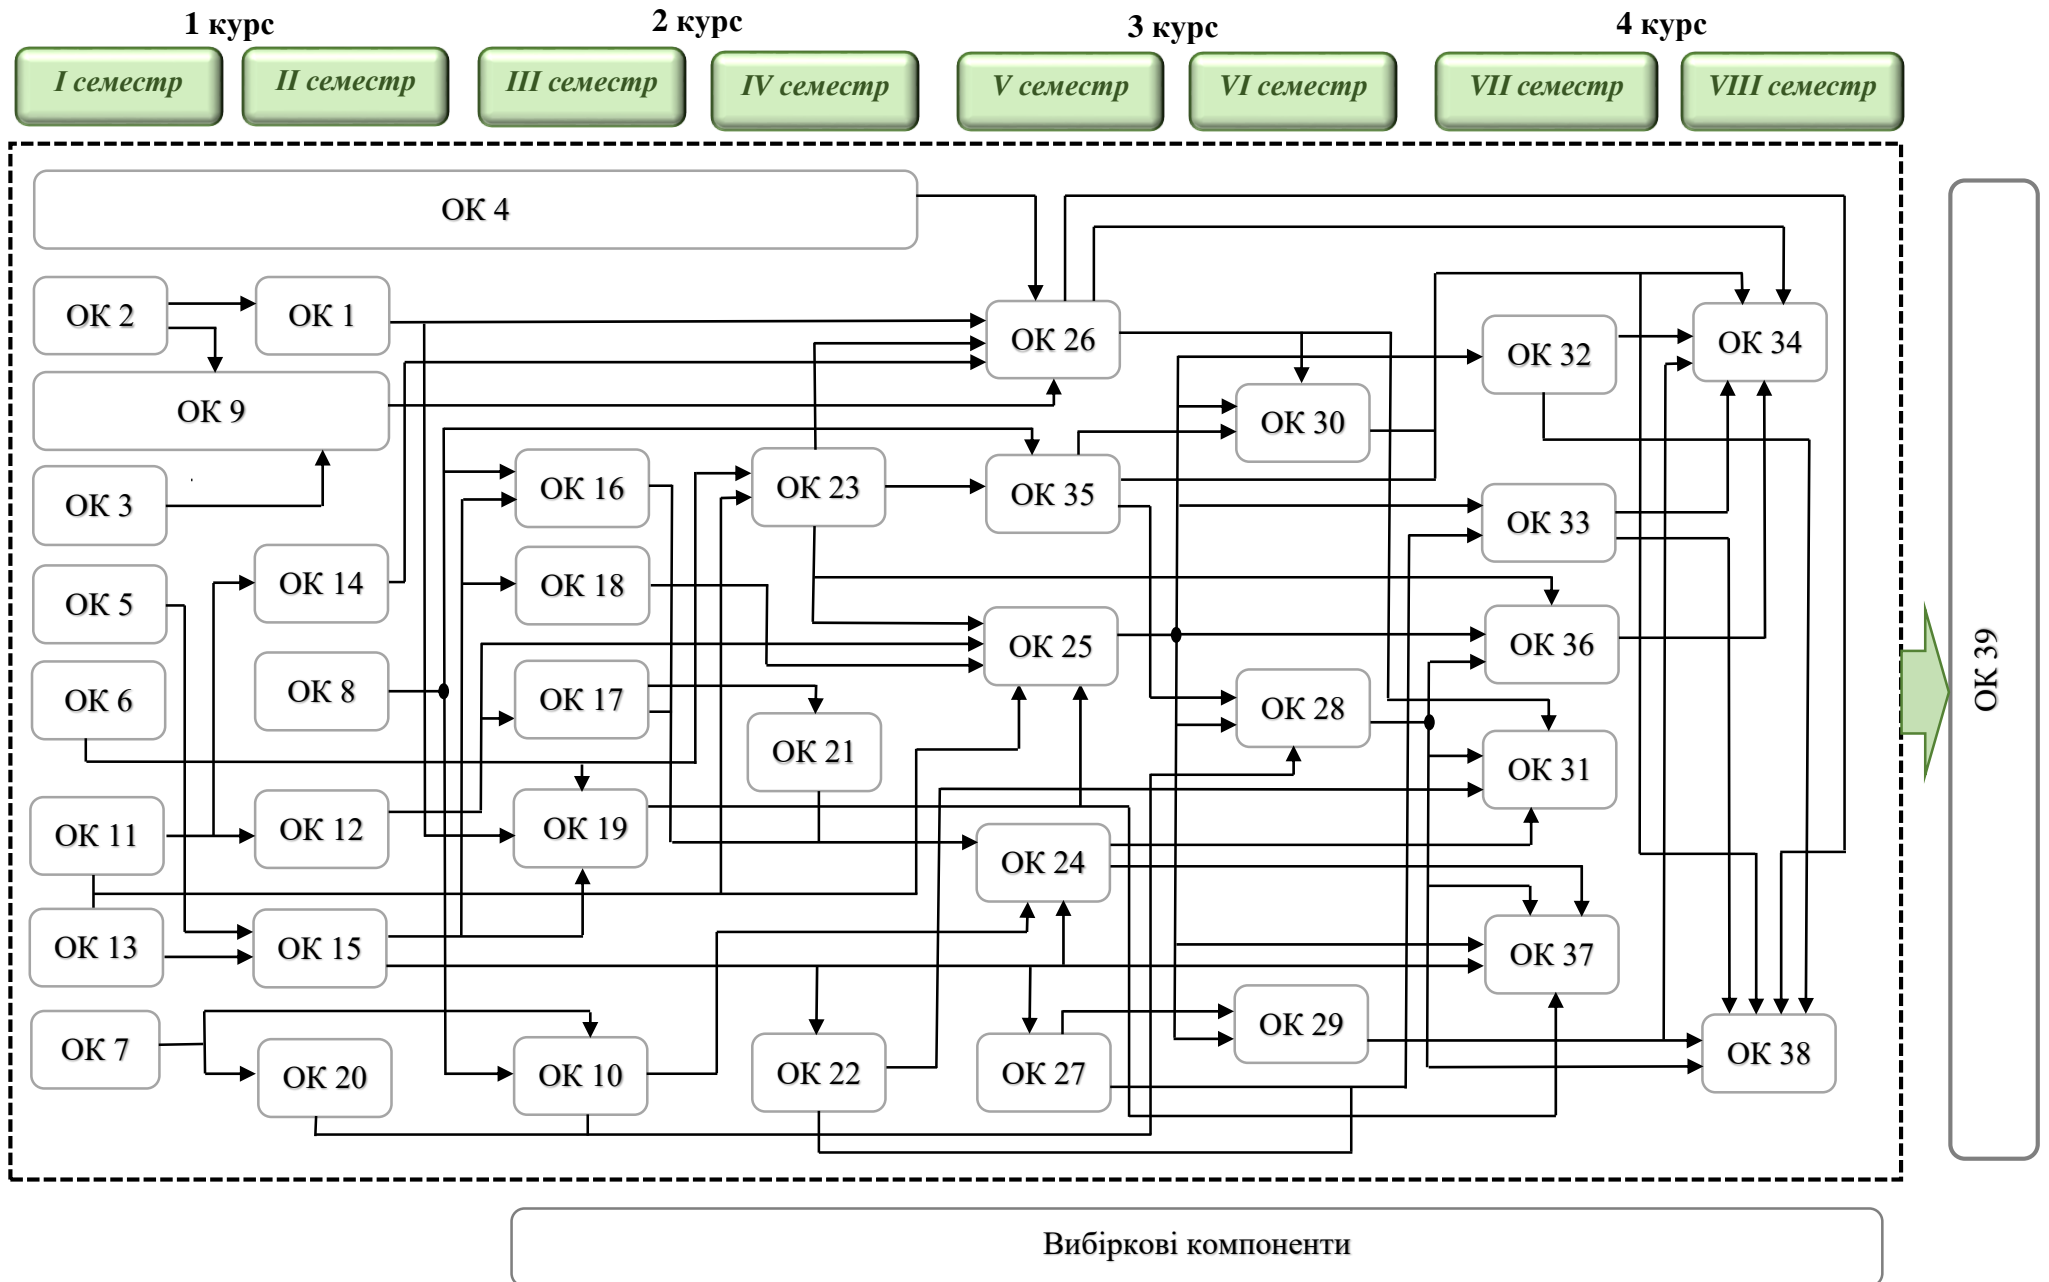 1 курс
2 курс
3 курс
4 курс
I семестр
II семестр
III семестр
IV семестр
V семестр
VI семестр
VII семестр
VIII семестр
ОК 4
ОК 2
ОК 1
ОК 26
ОК 32
ОК 34
ОК 9
ОК 30
ОК 3
ОК 16
ОК 23
ОК 35
ОК 33
ОК 5
ОК 14
ОК 18
ОК 25
ОК 36
ОК 6
ОК 8
ОК 17
ОК 28
ОК 39
ОК 21
ОК 31
ОК 11
ОК 12
ОК 19
ОК 24
ОК 13
ОК 15
ОК 37
ОК 7
ОК 20
ОК 10
ОК 22
ОК 27
ОК 29
ОК 38
Вибіркові компоненти